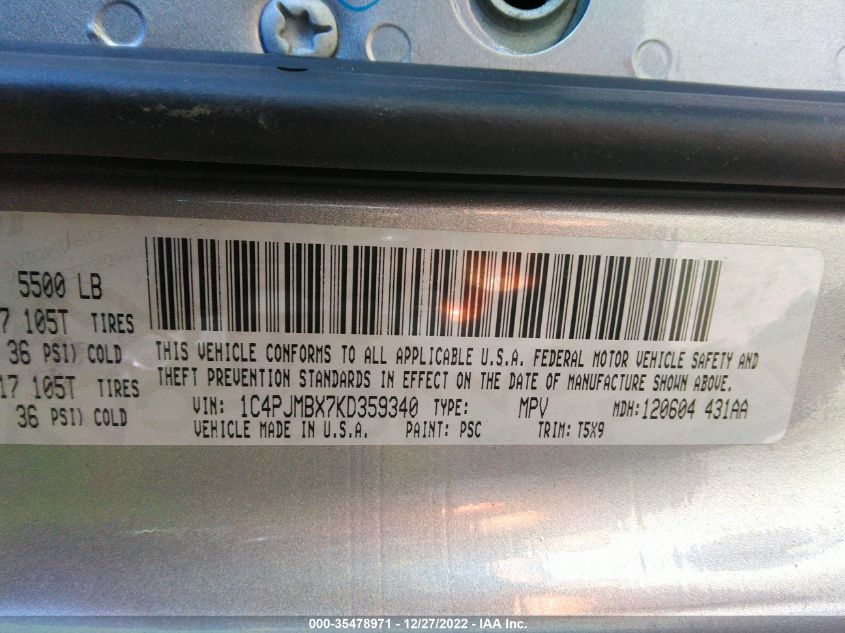 5500 LB
7 105T TIRES
36 PSI) COLD
17 105T TIRES
36 PSI) COLD
THIS VEHICLE CONFORMS TO ALL APPLICABLE U.S.A. FEDERAL MOTOR VEHICLE SAFETY AND
THEFT PREVENTION STANDARDS IN EFFECT ON THE DATE OF MANUFACTURE SHOWN ABOVE.
VIN: 1C4PJMBX7KD359340 TYPE: MPV MDH:120604 431AA
VEHICLE MADE IN U.S.A. PAINT: PSC TRIM: T5X9
000-35478971 - 12/27/2022 - IAA Inc.